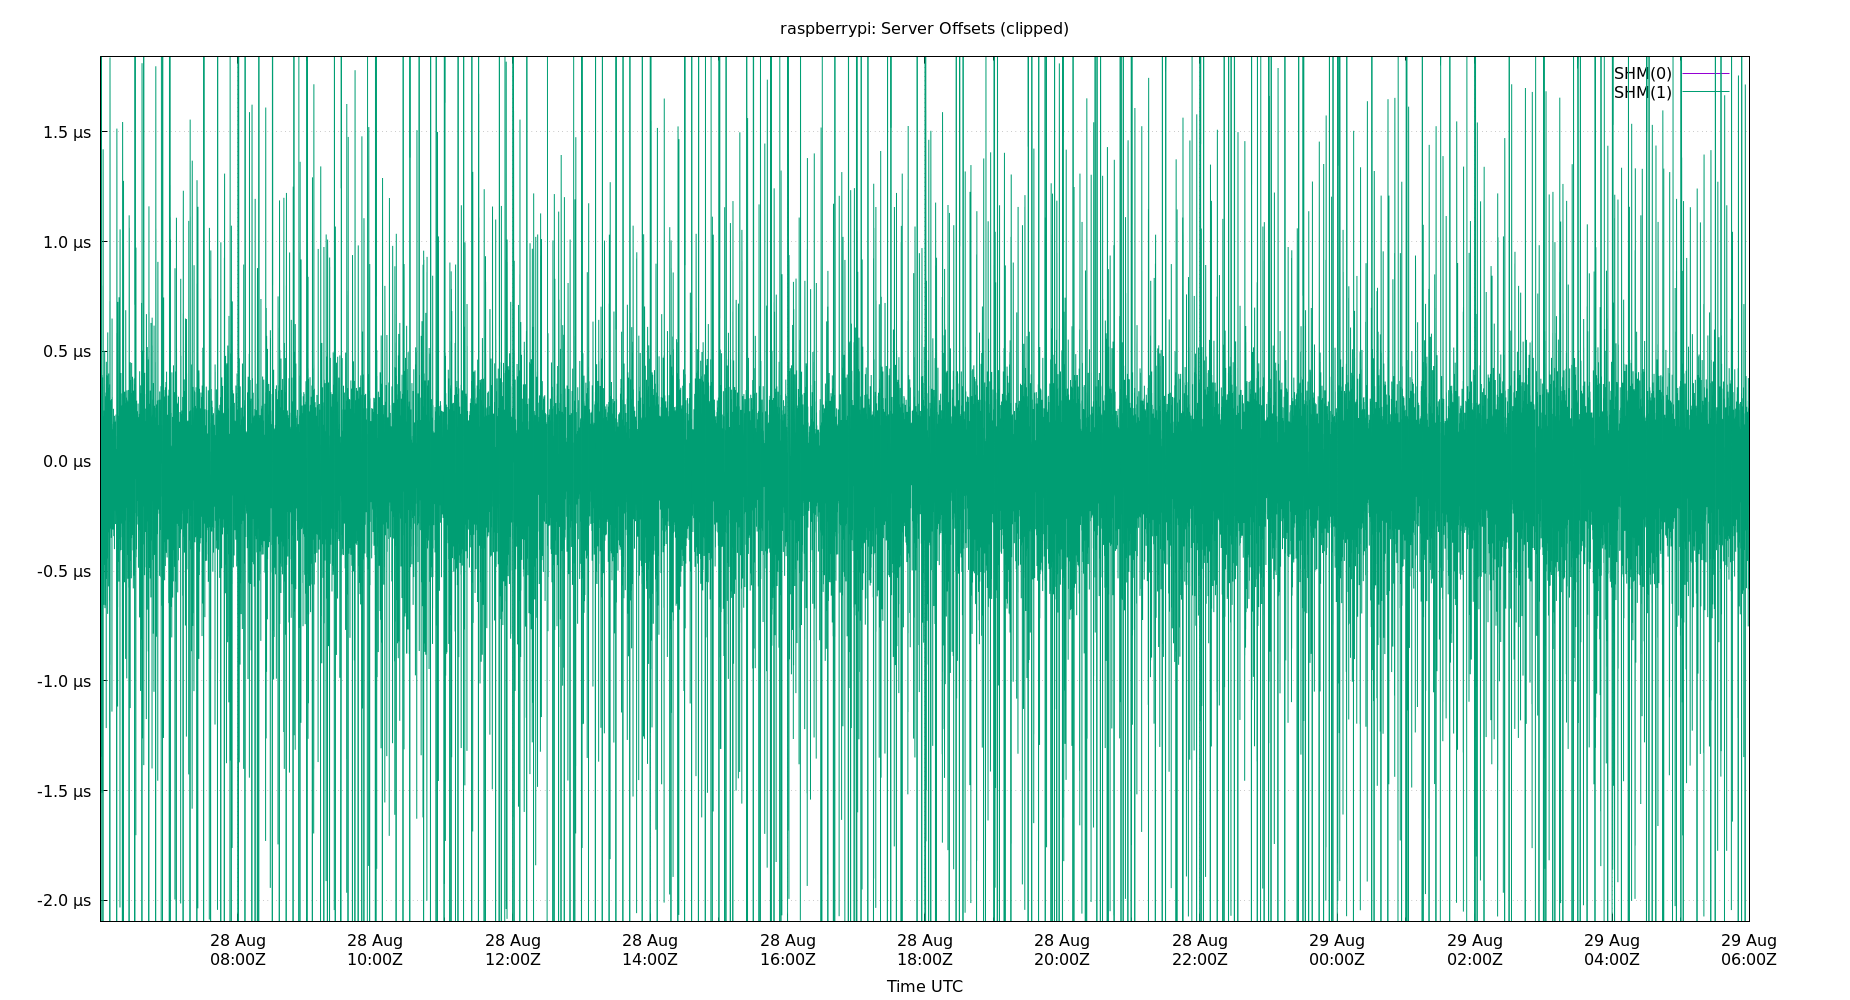 raspberrypi: Server Offsets (clipped)
SHM(0)
SHM(1)
1.5 µs
1.0 µs
0.5 µs
0.0 µs
-0.5 µs
-1.0 µs
-1.5 µs
-2.0 µs
28 Aug 28 Aug 28 Aug 28 Aug 28 Aug 28 Aug 28 Aug 28 Aug 29 Aug 29 Aug 29 Aug 29 Aug
08:00Z 10:00Z 12:00Z 14:00Z 16:00Z 18:00Z 20:00Z 22:00Z 00:00Z 02:00Z 04:00Z 06:00Z
Time UTC